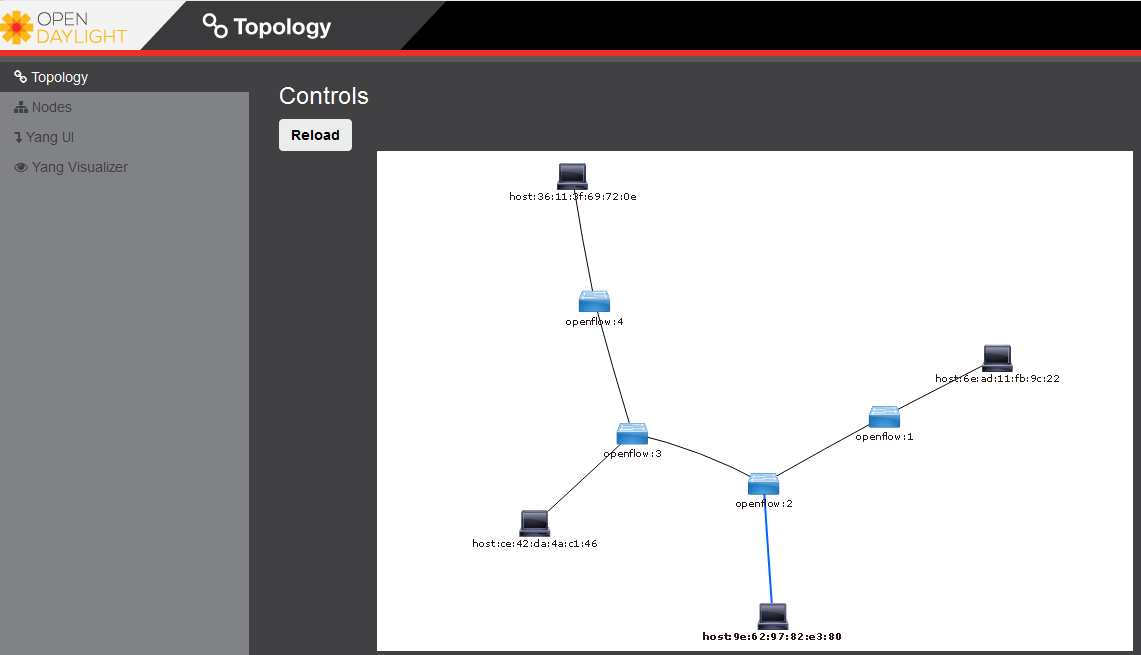 OPEN
DAYLIGHT
Topology
Topology
Nodes
Yang UI
Yang Visualizer
Controls
Reload
host:36:11:3f:69:72:0e
openflow:4
host:6e:ad:11:fb:9c:22
openflow:1
openflow:3
openflow:2
host:ce:42:da:4a:c1:46
host:9e:62:97:82:e3:80